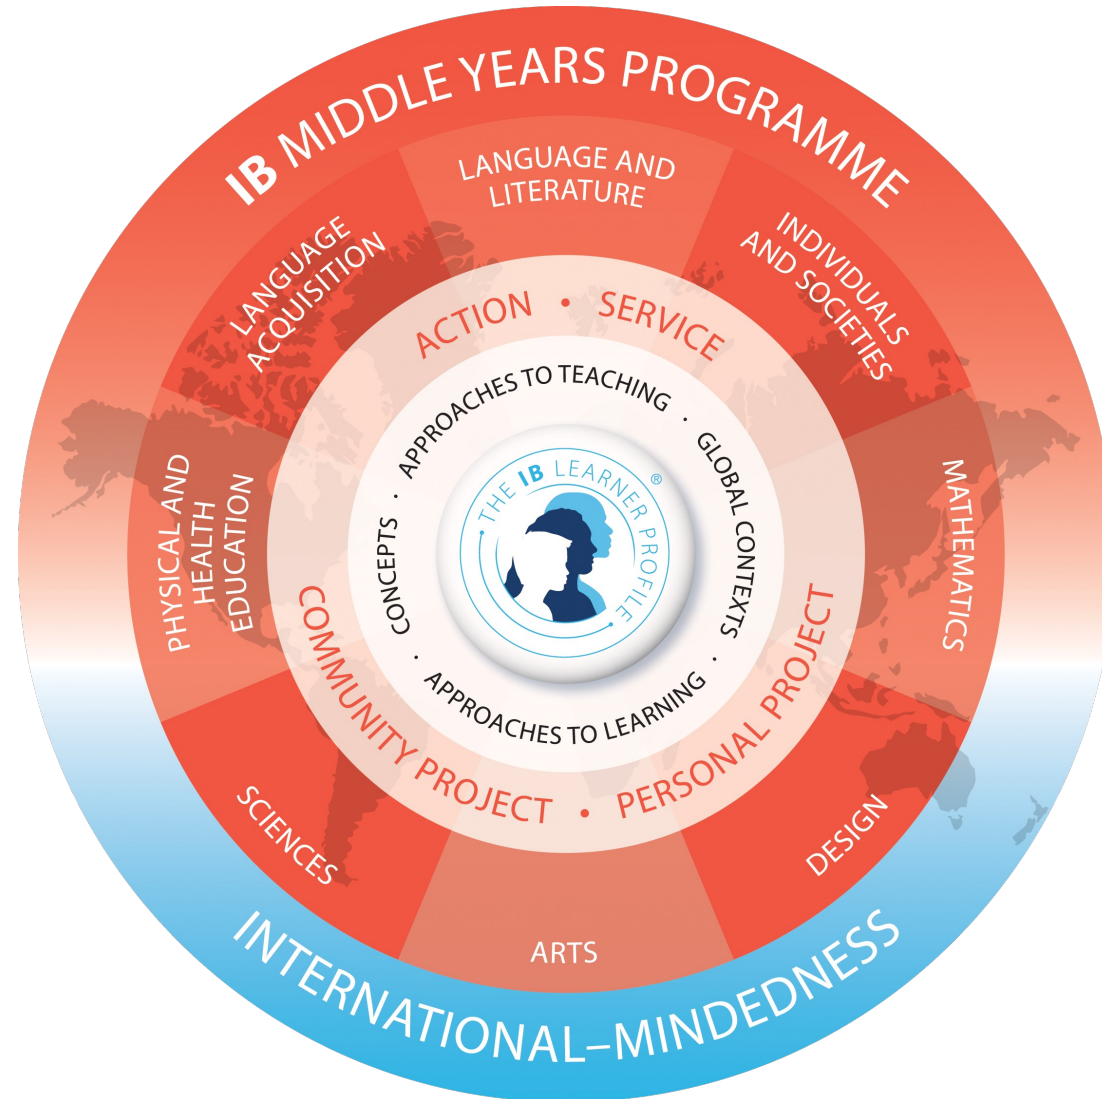 IB MIDDLE YEARS PROGRAMME
LANGUAGE AND
LITERATURE
INDIVIDUALS
AND SOCIETIES
MATHEMATICS
DESIGN
ARTS
SCIENCES
PHYSICAL AND
HEALTH
EDUCATION
LANGUAGE
ACQUISITION
ACTION • SERVICE
COMMUNITY PROJECT • PERSONAL PROJECT
APPROACHES TO TEACHING · GLOBAL CONTEXTS · APPROACHES TO LEARNING · CONCEPTS ·
THE IB LEARNER PROFILE ®
INTERNATIONAL–MINDEDNESS